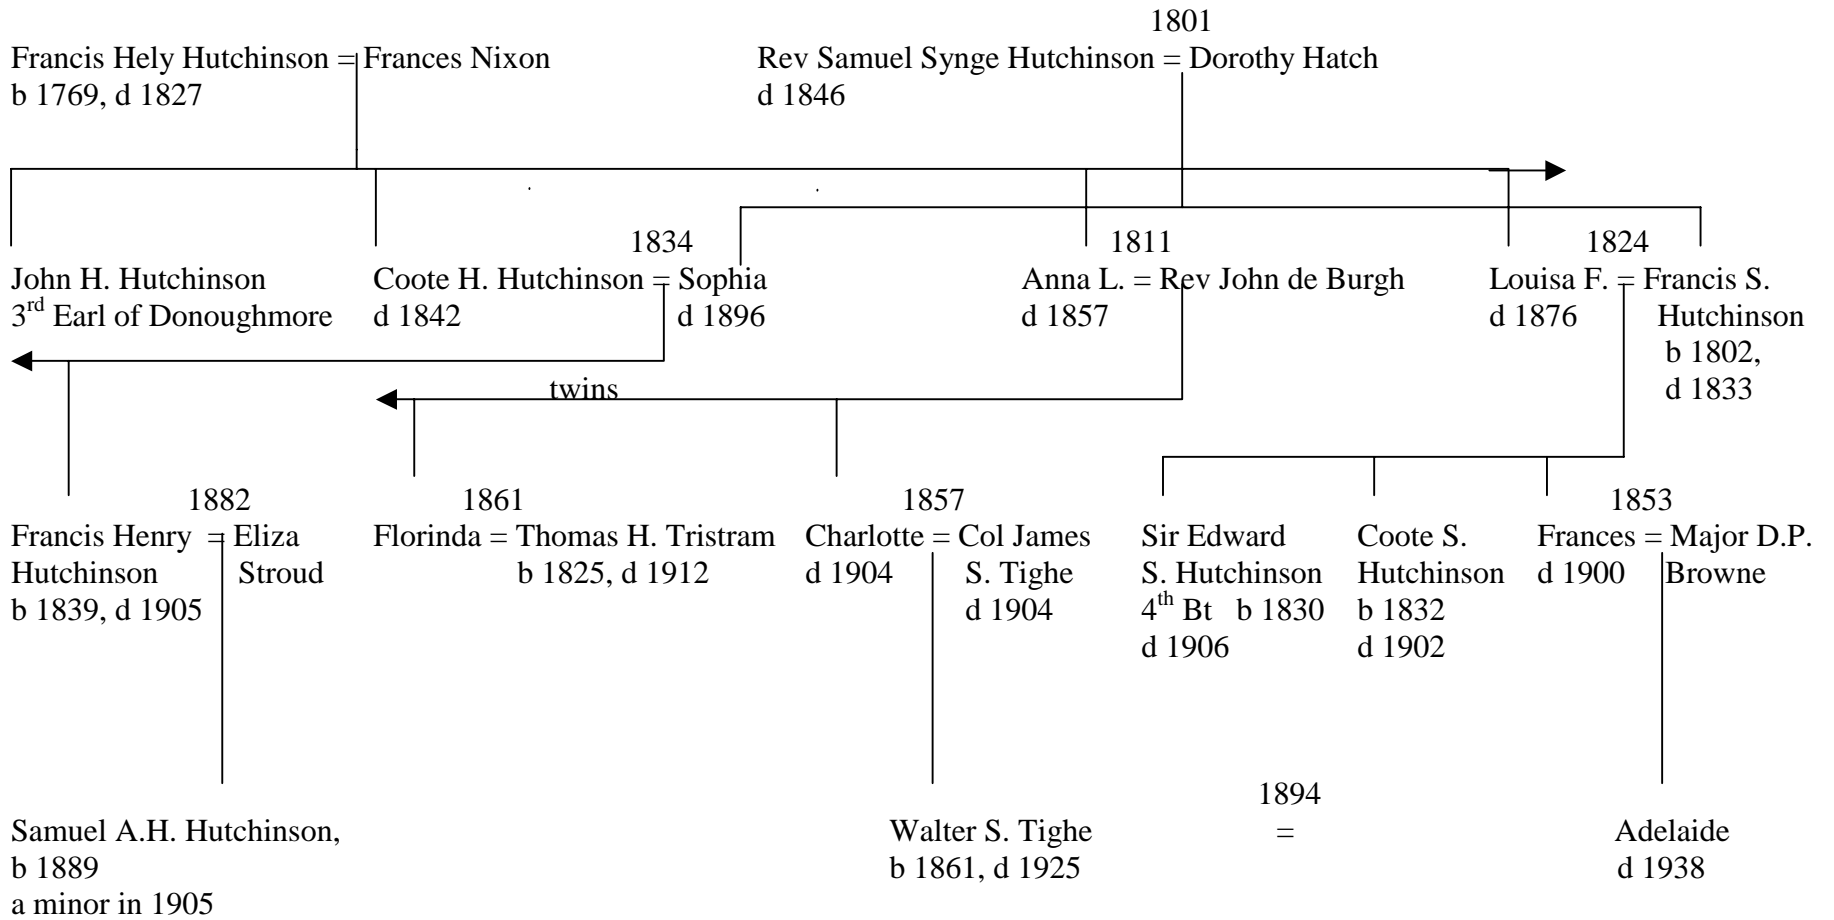 1801
Francis Hely Hutchinson = Frances Nixon
b 1769, d 1827
Rev Samuel Synge Hutchinson = Dorothy Hatch
d 1846
John H. Hutchinson
3rd Earl of Donoughmore
1834
Coote H. Hutchinson = Sophia
d 1842
d 1896
1811
Anna L. = Rev John de Burgh
d 1857
1824
Louisa F. = Francis S.
d 1876
Hutchinson
b 1802,
d 1833
twins
1882
Francis Henry = Eliza
Hutchinson
Stroud
b 1839, d 1905
1861
Florinda = Thomas H. Tristram
b 1825, d 1912
1857
Charlotte = Col James
d 1904
S. Tighe
d 1904
Sir Edward
S. Hutchinson
4th Bt b 1830
d 1906
Coote S.
Hutchinson
b 1832
d 1902
1853
Frances = Major D.P.
d 1900
Browne
Samuel A.H. Hutchinson,
b 1889
a minor in 1905
1894
Walter S. Tighe = Adelaide
b 1861, d 1925
d 1938